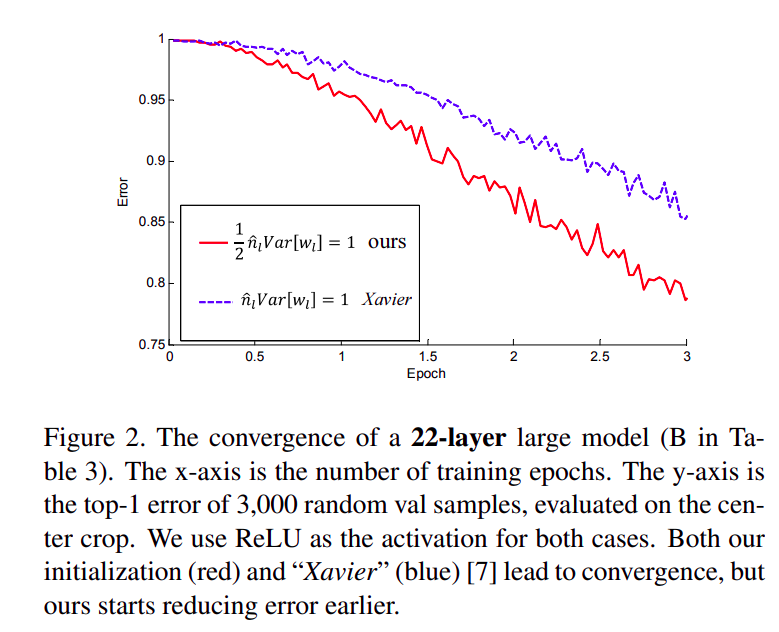 1
0.95
0.9
0.85
0.8
0.75
Error
1/2 n̂lVar[wl] = 1 ours
n̂lVar[wl] = 1 Xavier
0 0.5 1 1.5 2 2.5 3
Epoch
Figure 2. The convergence of a 22-layer large model (B in Ta-
ble 3). The x-axis is the number of training epochs. The y-axis is
the top-1 error of 3,000 random val samples, evaluated on the cen-
ter crop. We use ReLU as the activation for both cases. Both our
initialization (red) and “Xavier” (blue) [7] lead to convergence, but
ours starts reducing error earlier.